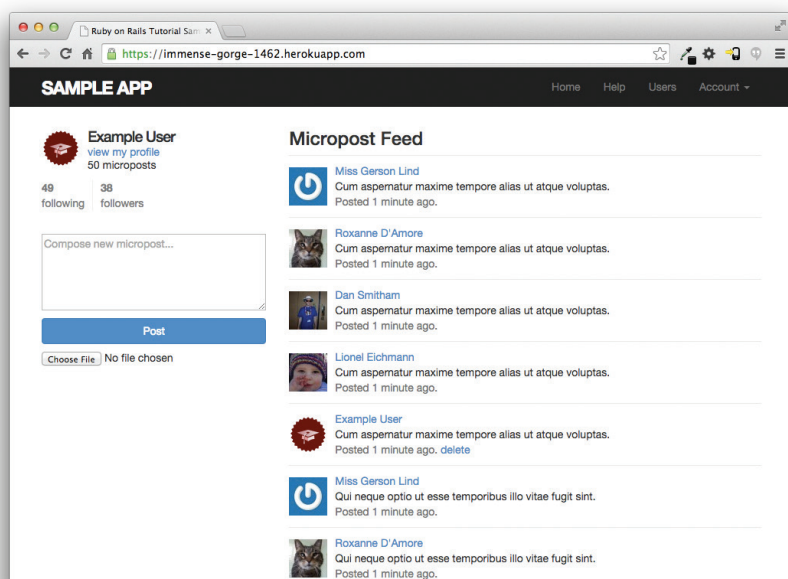 Ruby on Rails Tutorial Sam
https://immense-gorge-1462.herokuapp.com
SAMPLE APP
Home Help Users Account
Example User
view my profile
50 microposts
49 following
38 followers
Compose new micropost...
Post
Choose File No file chosen
Micropost Feed
Miss Gerson Lind
Cum aspernatur maxime tempore alias ut atque voluptas.
Posted 1 minute ago.
Roxanne D'Amore
Cum aspernatur maxime tempore alias ut atque voluptas.
Posted 1 minute ago.
Dan Smitham
Cum aspernatur maxime tempore alias ut atque voluptas.
Posted 1 minute ago.
Lionel Eichmann
Cum aspernatur maxime tempore alias ut atque voluptas.
Posted 1 minute ago.
Example User
Cum aspernatur maxime tempore alias ut atque voluptas.
Posted 1 minute ago. delete
Miss Gerson Lind
Qui neque optio ut esse temporibus illo vitae fugit sint.
Posted 1 minute ago.
Roxanne D'Amore
Qui neque optio ut esse temporibus illo vitae fugit sint.
Posted 1 minute ago.